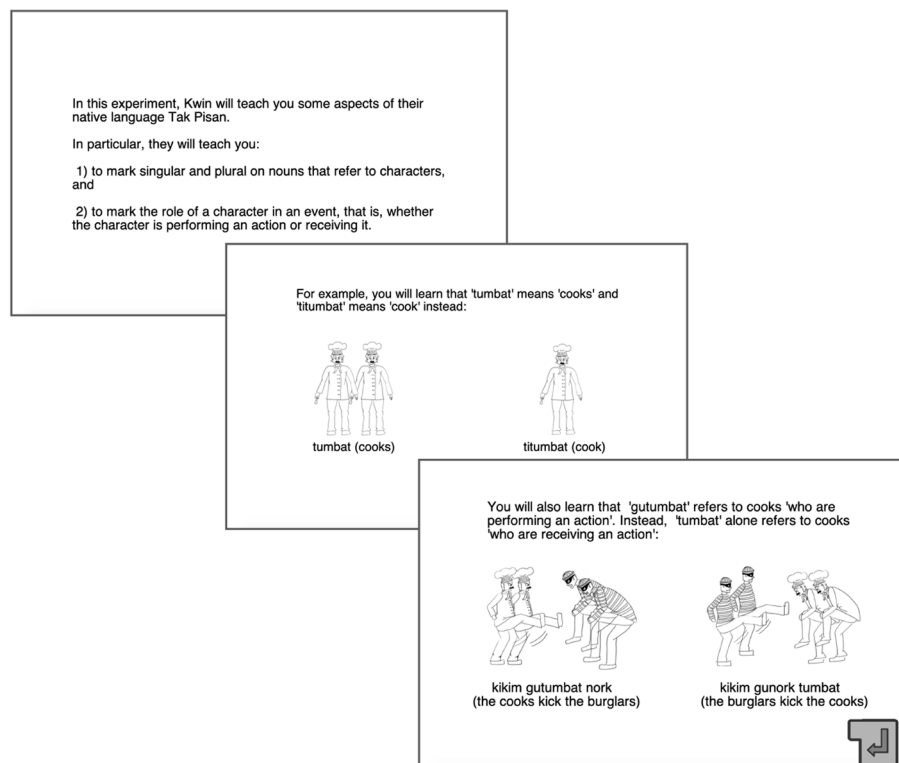 In this experiment, Kwin will teach you some aspects of their
native language Tak Pisan.
In particular, they will teach you:
1) to mark singular and plural on nouns that refer to characters,
and
2) to mark the role of a character in an event, that is, whether
the character is performing an action or receiving it.
For example, you will learn that 'tumbat' means 'cooks' and
'titumbat' means 'cook' instead:
tumbat (cooks)
titumbat (cook)
You will also learn that 'gutumbat' refers to cooks 'who are
performing an action'. Instead, 'tumbat' alone refers to cooks
'who are receiving an action':
kikim gutumbat nork
(the cooks kick the burglars)
kikim gunork tumbat
(the burglars kick the cooks)